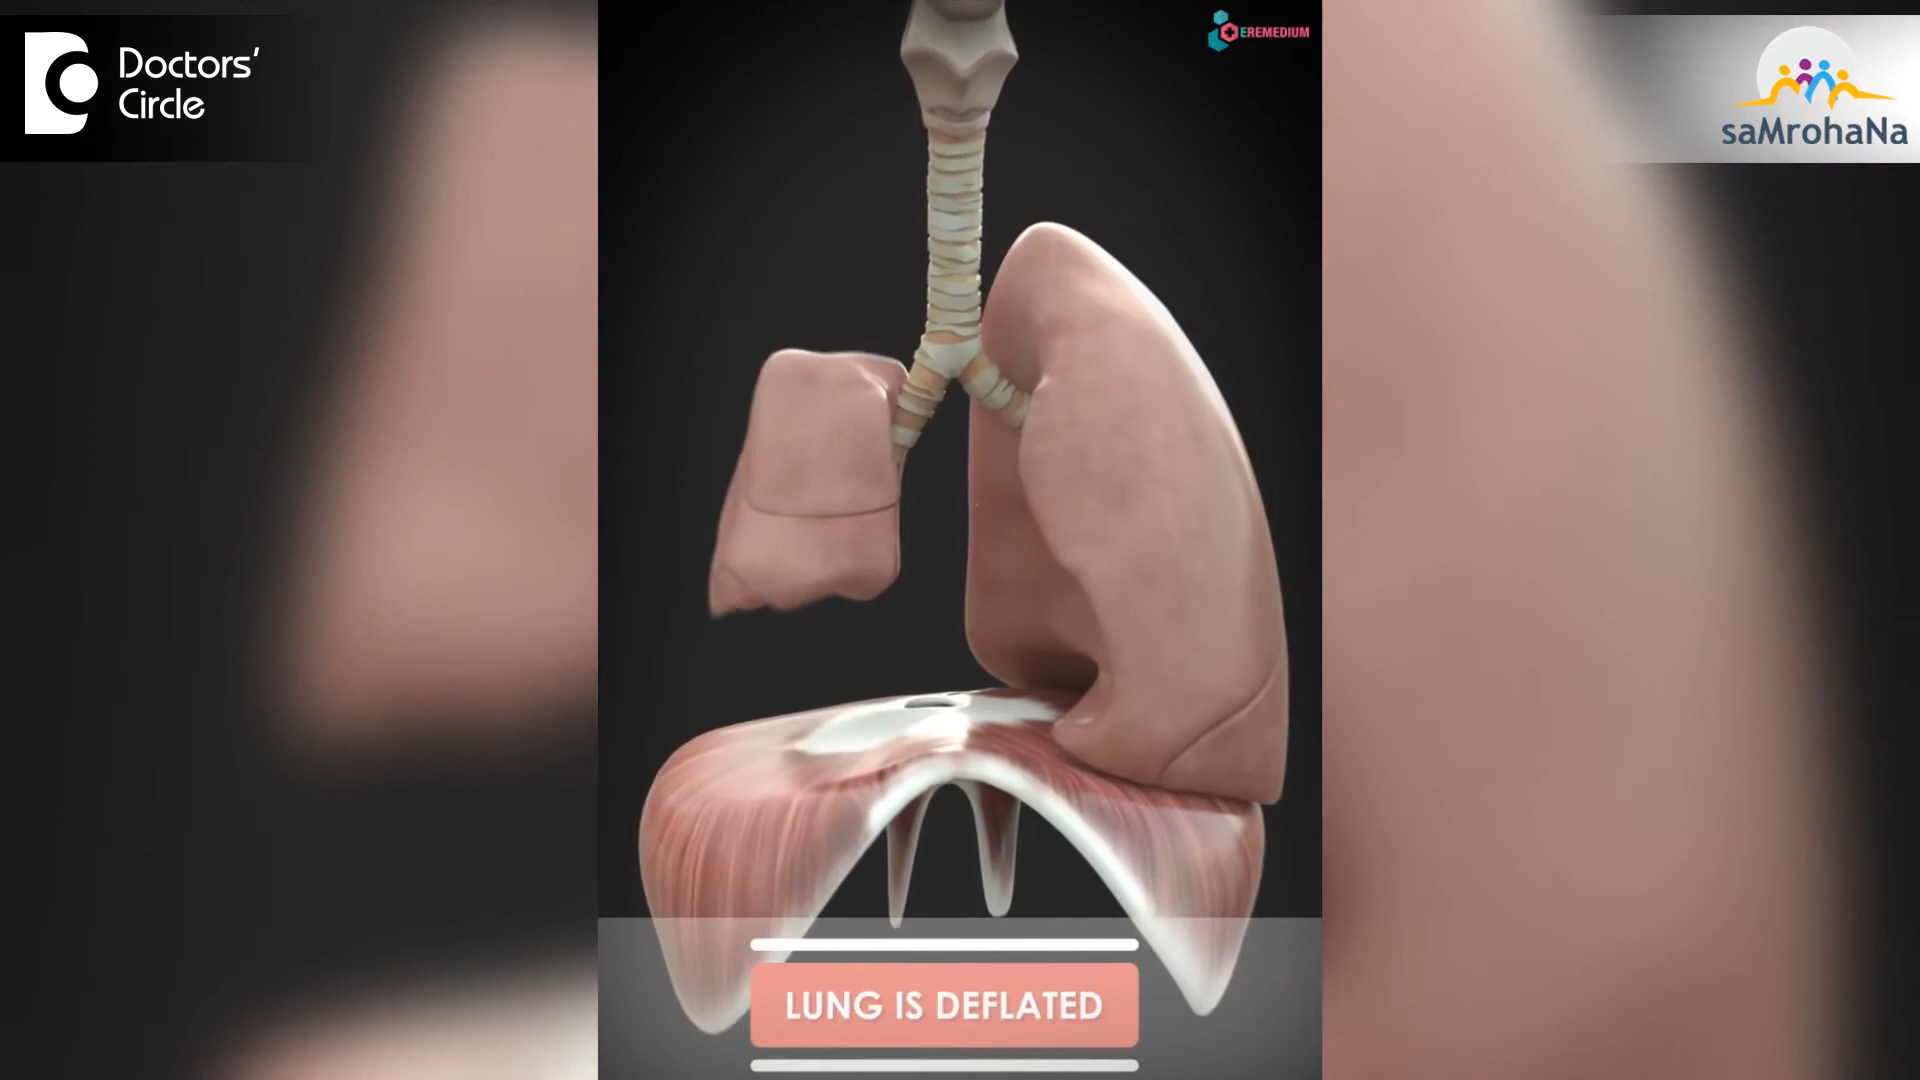 Doctors'
Circle
EREMEDIUM
saMrohaNa
LUNG IS DEFLATED